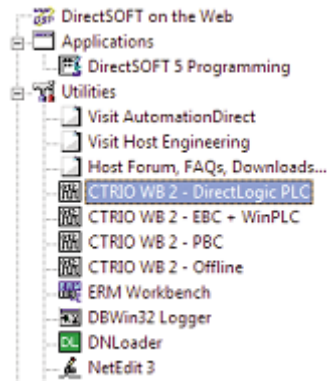 DirectSOFT on the Web
Applications
DirectSOFT 5 Programming
Utilities
Visit AutomationDirect
Visit Host Engineering
Host Forum, FAQs, Downloads...
CTRIO WB 2 - DirectLogic PLC
CTRIO WB 2 - EBC + WinPLC
CTRIO WB 2 - PBC
CTRIO WB 2 - Offline
ERM Workbench
DBWin32 Logger
DL DNLoader
NetEdit 3